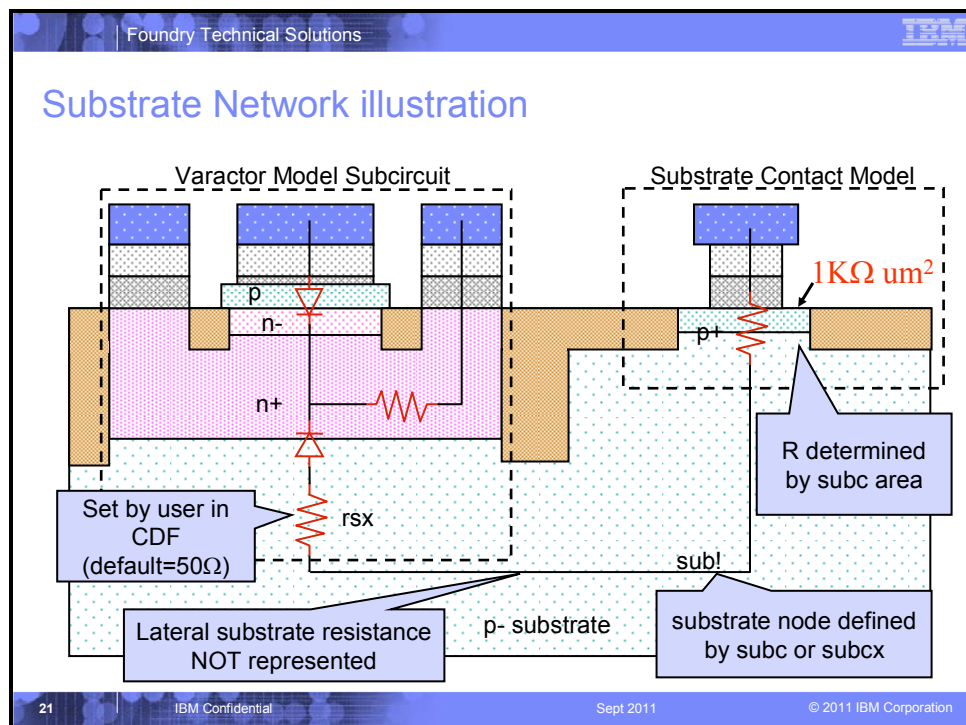 Foundry Technical Solutions
IBM
Substrate Network illustration
Varactor Model Subcircuit
Substrate Contact Model
1KΩ um²
p
n-
p+
n+
R determined
by subc area
Set by user in
CDF
(default=50Ω)
rsx
sub!
Lateral substrate resistance
NOT represented
p- substrate
substrate node defined
by subc or subcx
21
IBM Confidential
Sept 2011
© 2011 IBM Corporation